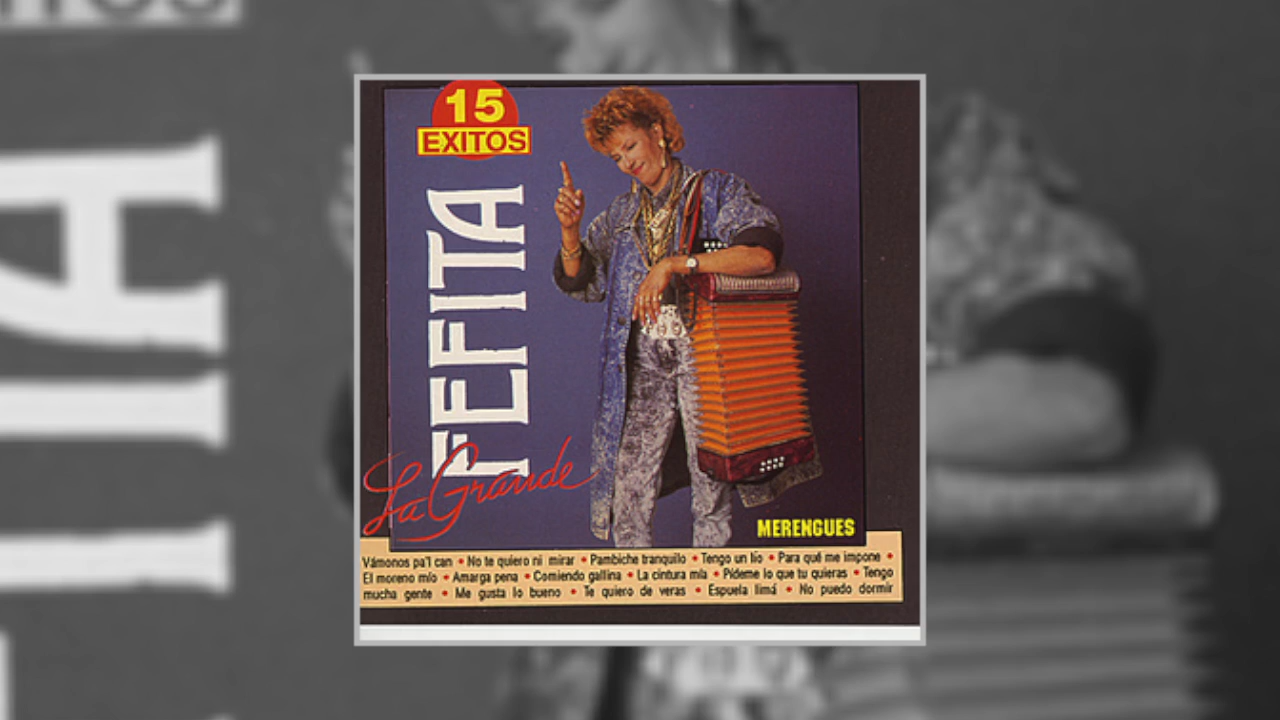 15
EXITOS
FEFITA
La Grande
MERENGUES
Vámonos pa'l can • No te quiero ni mirar • Pambiche tranquilo • Tengo un lío • Para qué me impone •
El moreno mío • Amarga pena • Comiendo gallina • La cintura mía • Pídeme lo que tu quieras • Tengo
mucha gente • Me gusta lo bueno • Te quiero de veras • Espuela llmá • No puedo dormir